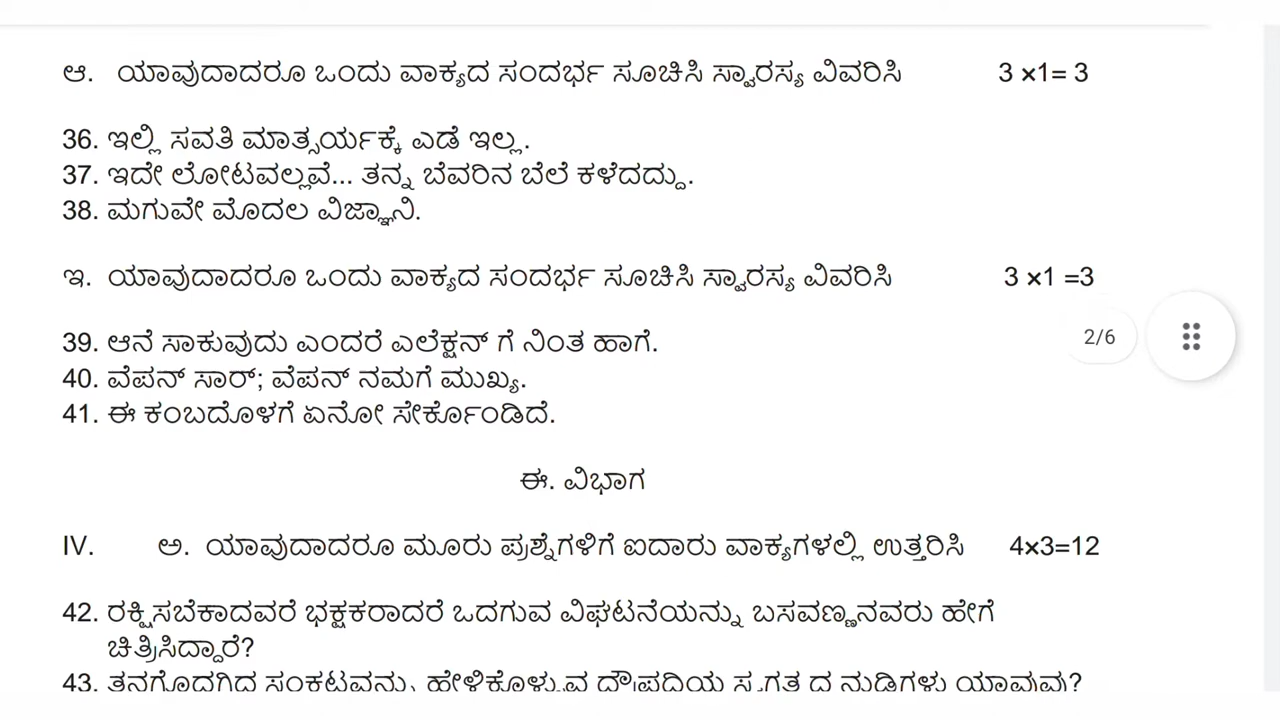 ಆ. ಯಾವುದಾದರೂ ಒಂದು ವಾಕ್ಯದ ಸಂದರ್ಭ ಸೂಚಿಸಿ ಸ್ವಾರಸ್ಯ ವಿವರಿಸಿ 3 ×1= 3
36. ಇಲ್ಲಿ ಸವತಿ ಮಾತ್ಸರ್ಯಕ್ಕೆ ಎಡೆ ಇಲ್ಲ.
37. ಇದೇ ಲೋಟವಲ್ಲವೆ... ತನ್ನ ಬೆವರಿನ ಬೆಲೆ ಕಳೆದದ್ದು.
38. ಮಗುವೇ ಮೊದಲ ವಿಜ್ಞಾನಿ.
ಇ. ಯಾವುದಾದರೂ ಒಂದು ವಾಕ್ಯದ ಸಂದರ್ಭ ಸೂಚಿಸಿ ಸ್ವಾರಸ್ಯ ವಿವರಿಸಿ 3 ×1 =3
2/6
39. ಆನೆ ಸಾಕುವುದು ಎಂದರೆ ಎಲೆಕ್ಷನ್ ಗೆ ನಿಂತ ಹಾಗೆ.
40. ವೆಪನ್ ಸಾರ್; ವೆಪನ್ ನಮಗೆ ಮುಖ್ಯ.
41. ಈ ಕಂಬದೊಳಗೆ ಏನೋ ಸೇರ್ಕೊಂಡಿದೆ.
ಈ. ವಿಭಾಗ
IV. ಅ. ಯಾವುದಾದರೂ ಮೂರು ಪ್ರಶ್ನೆಗಳಿಗೆ ಐದಾರು ವಾಕ್ಯಗಳಲ್ಲಿ ಉತ್ತರಿಸಿ 4×3=12
42. ರಕ್ಷಿಸಬೇಕಾದವರೆ ಭಕ್ಷಕರಾದರೆ ಒದಗುವ ವಿಘಟನೆಯನ್ನು ಬಸವಣ್ಣನವರು ಹೇಗೆ
ಚಿತ್ರಿಸಿದ್ದಾರೆ?
43. ತನಗೊದಗಿದ ಸಂಕಟವನ್ನು ಹೇಳಿಕೊಳ್ಳುವ ದ್ರೌಪದಿಯ ಸ್ವಗತ ದ ನುಡಿಗಳು ಯಾವುವು?